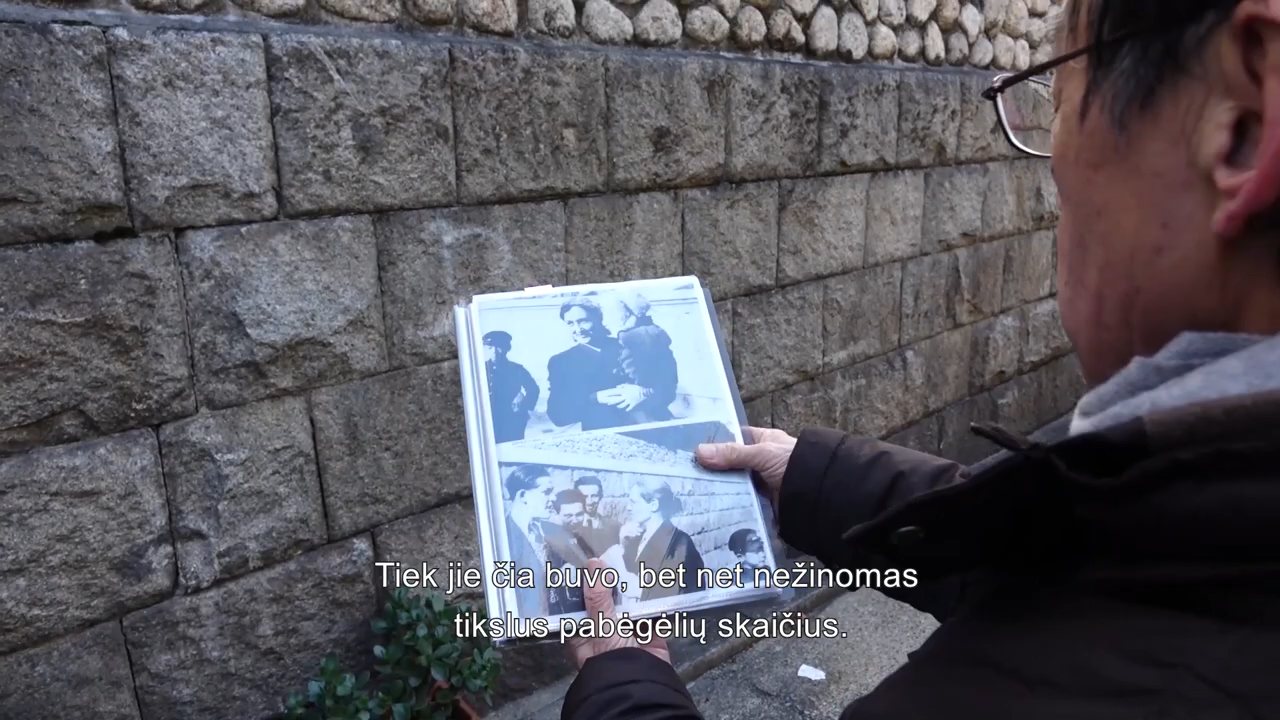 Tiek jie čia buvo, bet net nežinomas
tikslus pabėgėlių skaičius.